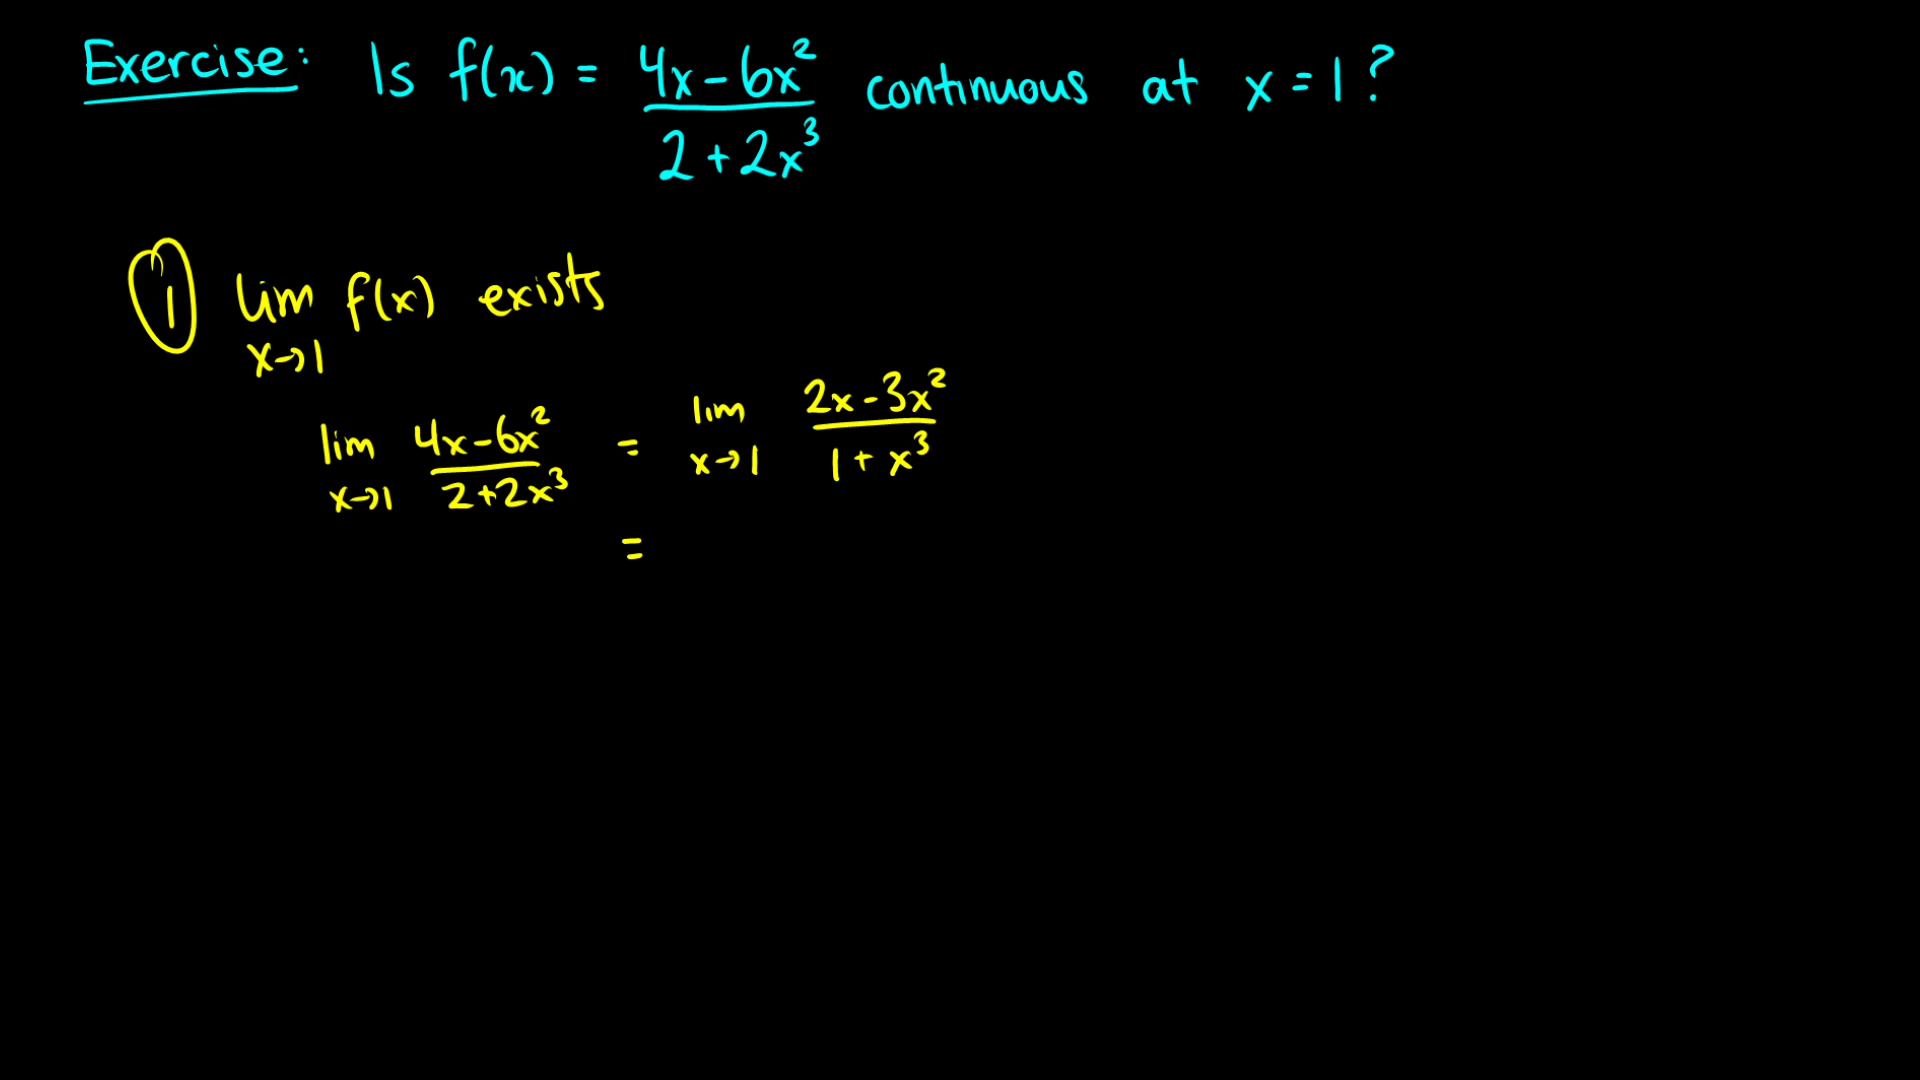 Exercise: Is f(x) = (4x - 6x²)/(2 + 2x³) continuous at x = 1?
① lim x→1 f(x) exists
lim x→1 (4x - 6x²)/(2 + 2x³) = lim x→1 (2x - 3x²)/(1 + x³)
=